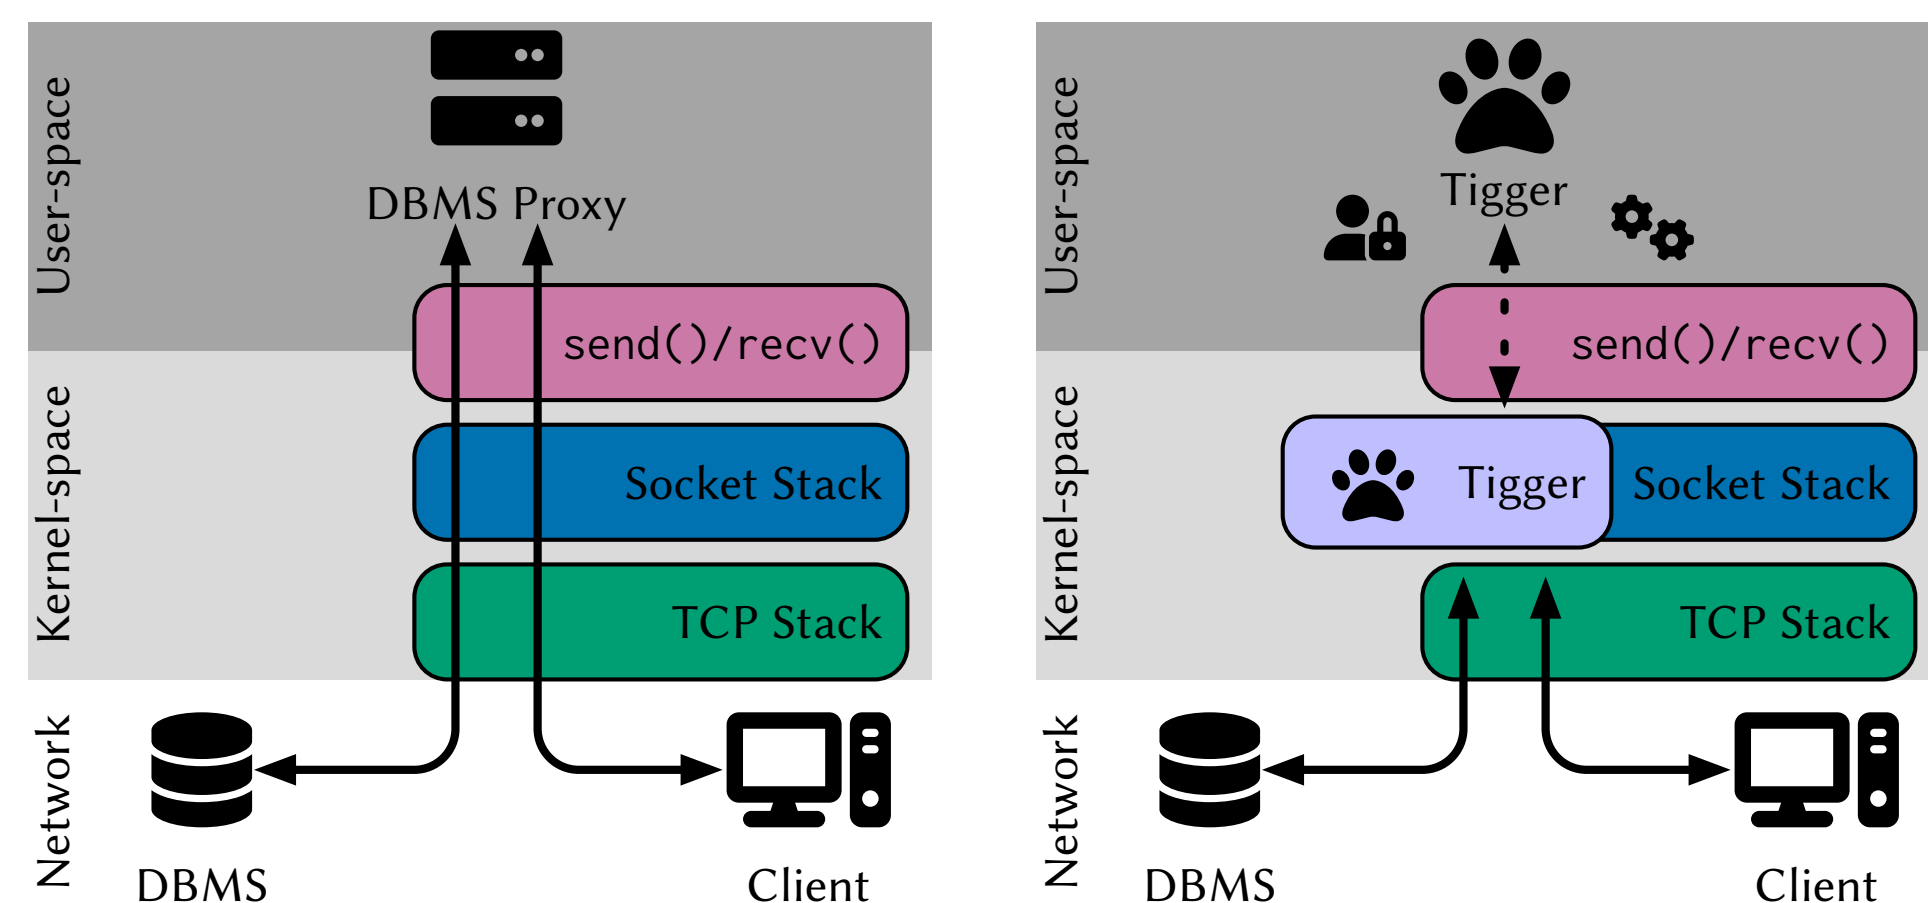 User-space
DBMS Proxy
send()/recv()
Kernel-space
Socket Stack
TCP Stack
Network
DBMS
Client
User-space
Tigger
send()/recv()
Kernel-space
Tigger
Socket Stack
TCP Stack
Network
DBMS
Client